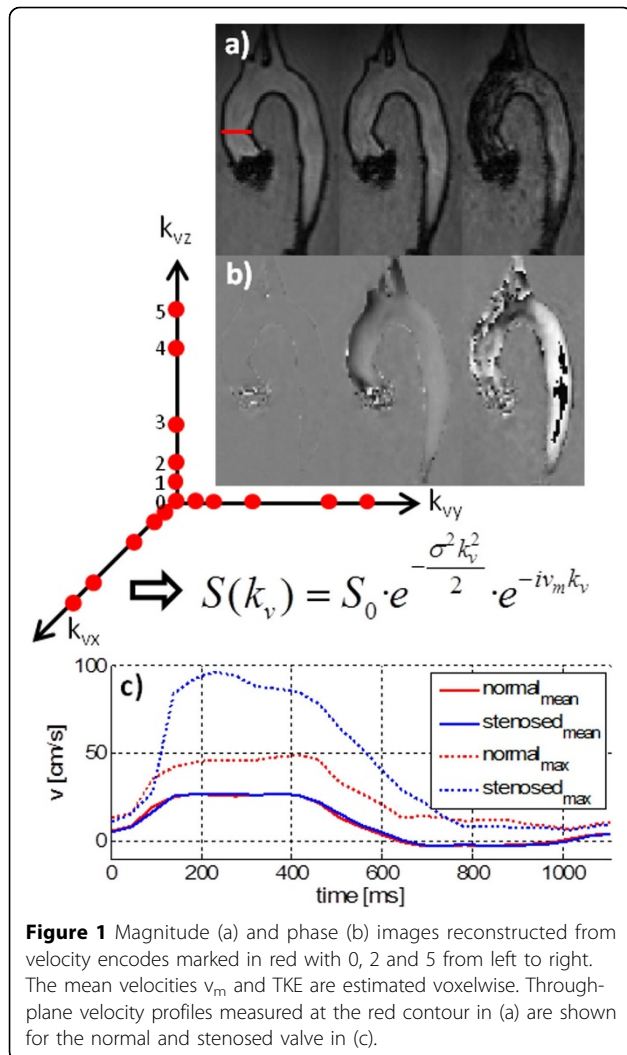 a)
b)
k_vz
5
4
3
2
1
0
k_vy
k_vx
⇨ S(k_v) = S_0 · e^{-\frac{σ^2 k_v^2}{2}} · e^{-iv_m k_v}
c)
100
50
0
v [cm/s]
normal_mean
stenosed_mean
normal_max
stenosed_max
0 200 400 600 800 1000
time [ms]
Figure 1 Magnitude (a) and phase (b) images reconstructed from
velocity encodes marked in red with 0, 2 and 5 from left to right.
The mean velocities v_m and TKE are estimated voxelwise. Through-
plane velocity profiles measured at the red contour in (a) are shown
for the normal and stenosed valve in (c).